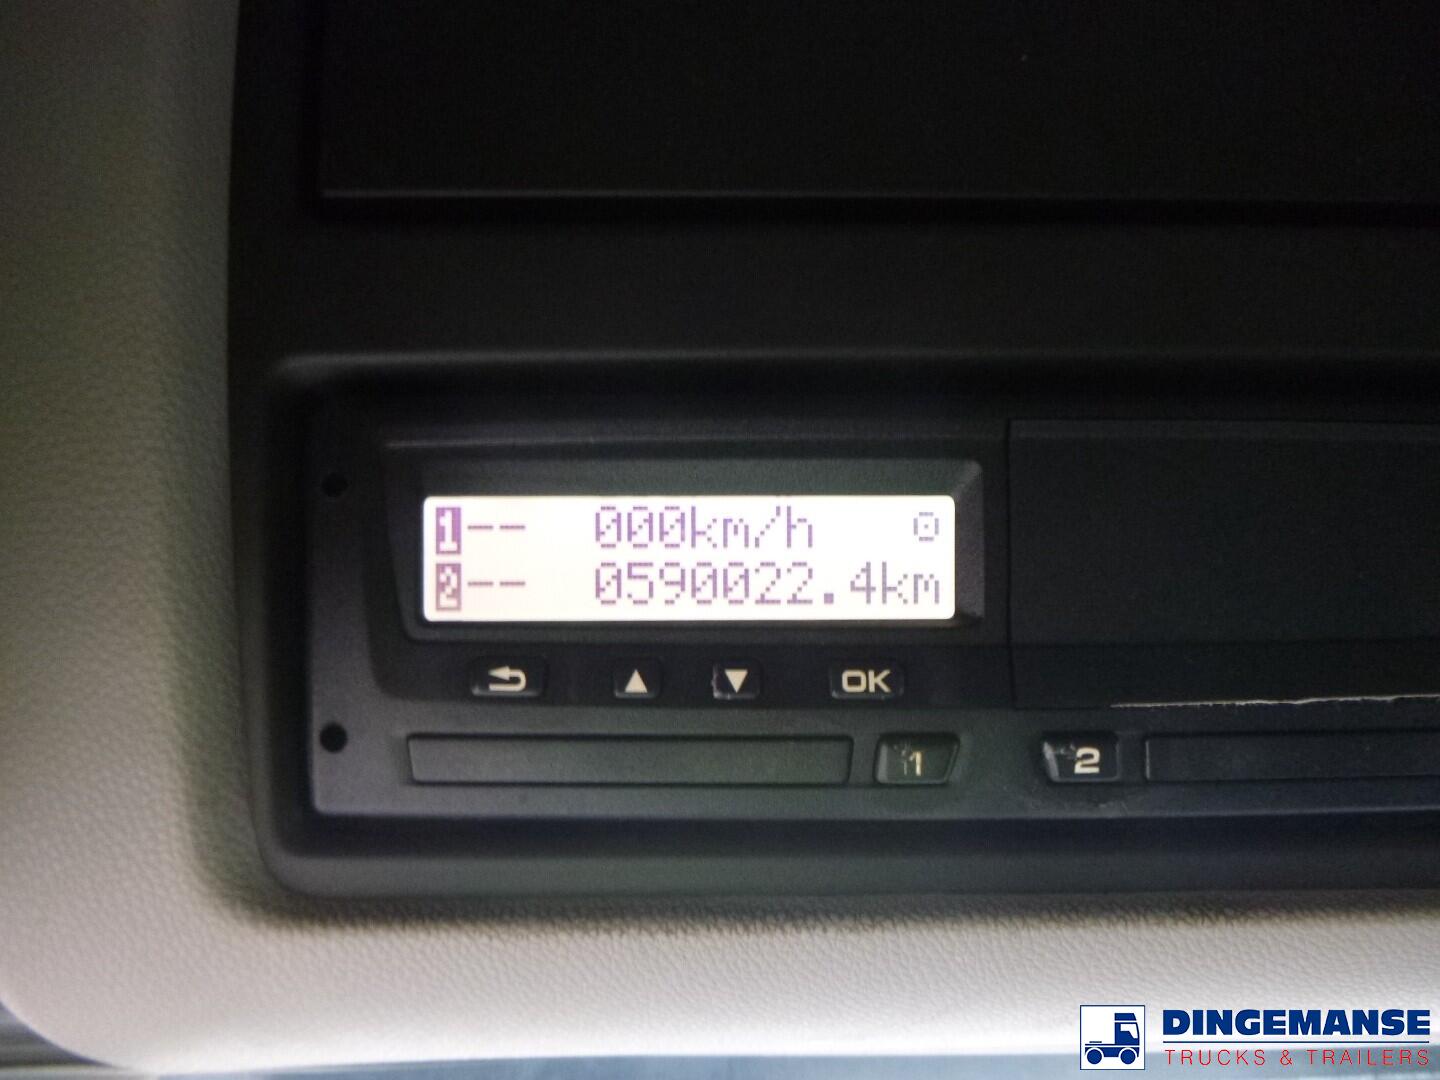 1 -- 000km/h
2 -- 0590022.4km
OK
1
2
DINGEMANSE
TRUCKS & TRAILERS